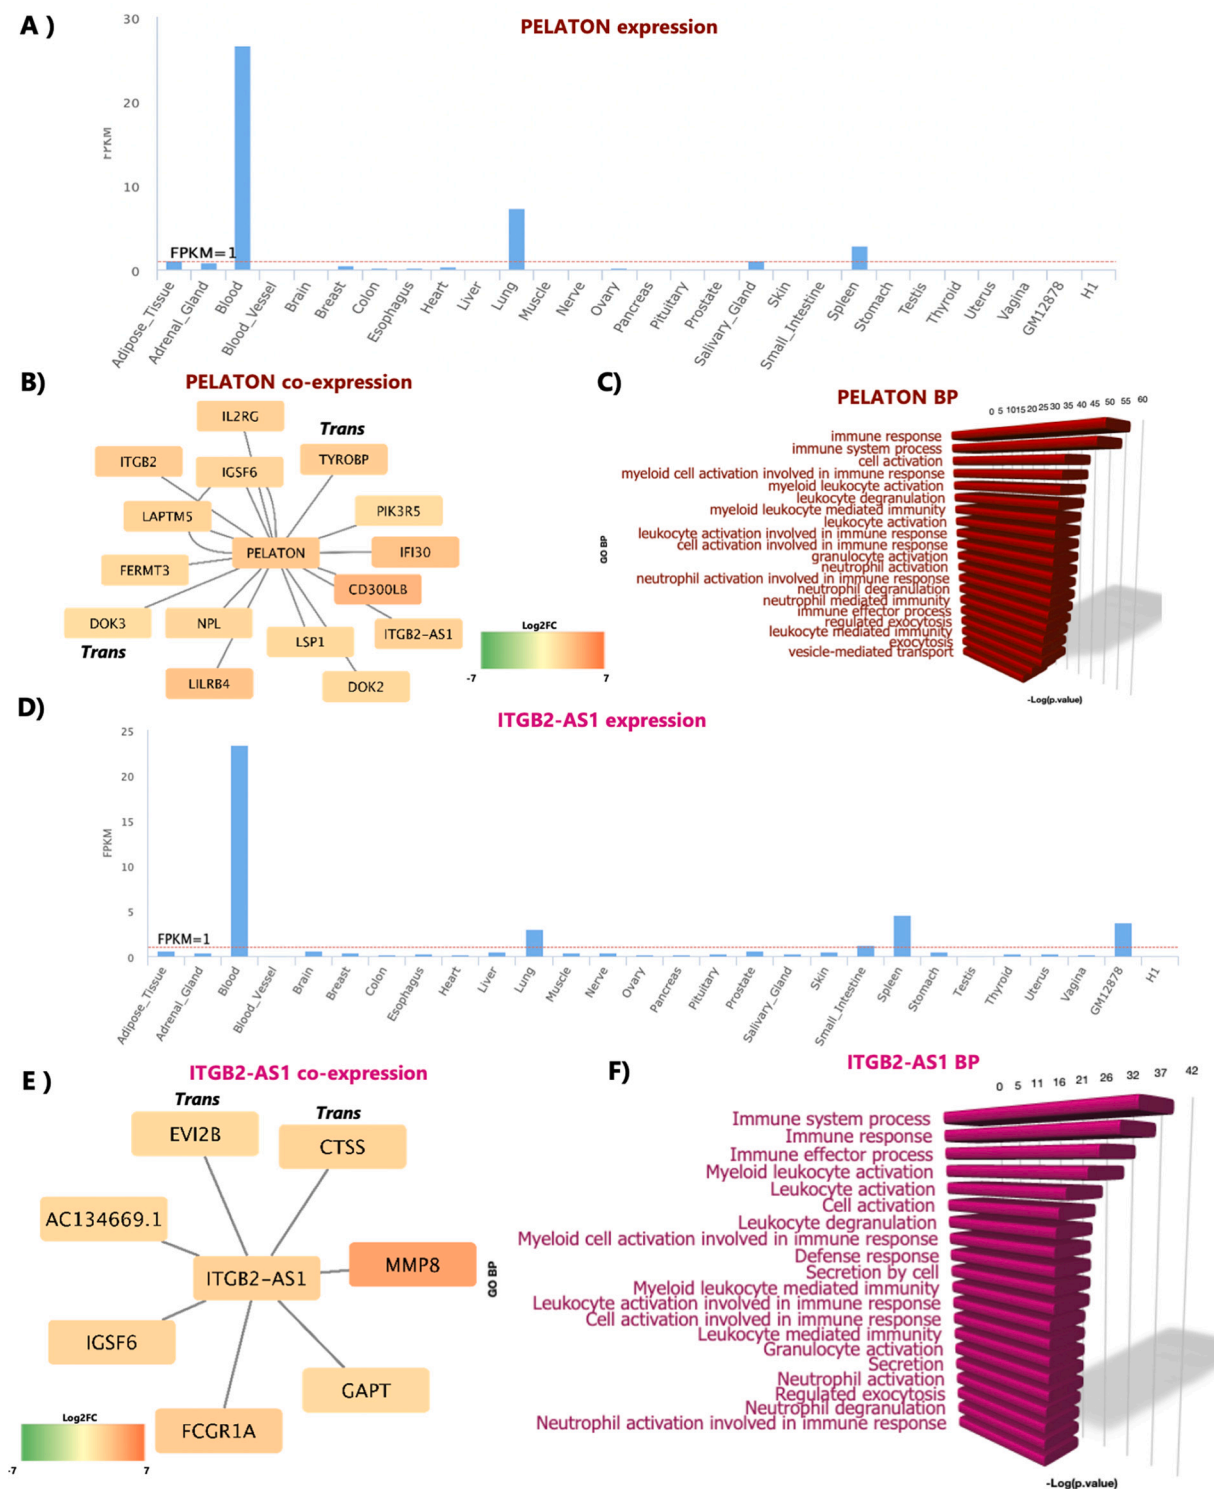 A )
PELATON expression
30
20
10
0
FPKM
FPKM=1
Adipose_Tissue
Adrenal_Gland
Blood
Blood_Vessel
Brain
Breast
Colon
Esophagus
Heart
Liver
Lung
Muscle
Nerve
Ovary
Pancreas
Pituitary
Prostate
Salivary_Gland
Skin
Small_Intestine
Spleen
Stomach
Testis
Thyroid
Uterus
Vagina
GM12878
H1
B)
PELATON co-expression
IL2RG
Trans
ITGB2
IGSF6
TYROBP
LAPTM5
PIK3R5
PELATON
IFI30
FERMT3
CD300LB
DOK3
NPL
ITGB2-AS1
LSP1
Trans
LILRB4
DOK2
Log2FC
-7
7
C)
PELATON BP
0 5 10 15 20 25 30 35 40 45 50 55 60
immune response
immune system process
cell activation
myeloid cell activation involved in immune response
myeloid leukocyte activation
leukocyte degranulation
myeloid leukocyte mediated immunity
leukocyte activation
leukocyte activation involved in immune response
cell activation involved in immune response
granulocyte activation
neutrophil activation
neutrophil activation involved in immune response
neutrophil degranulation
neutrophil mediated immunity
immune effector process
regulated exocytosis
leukocyte mediated immunity
exocytosis
vesicle-mediated transport
GO BP
-Log(p.value)
D)
ITGB2-AS1 expression
25
20
15
10
5
0
FPKM
FPKM=1
Adipose_Tissue
Adrenal_Gland
Blood
Blood_Vessel
Brain
Breast
Colon
Esophagus
Heart
Liver
Lung
Muscle
Nerve
Ovary
Pancreas
Pituitary
Prostate
Salivary_Gland
Skin
Small_Intestine
Spleen
Stomach
Testis
Thyroid
Uterus
Vagina
GM12878
H1
E )
ITGB2-AS1 co-expression
Trans
Trans
EVI2B
CTSS
AC134669.1
MMP8
ITGB2-AS1
IGSF6
GAPT
FCGR1A
Log2FC
-7
7
F)
ITGB2-AS1 BP
0 5 11 16 21 26 32 37 42
Immune system process
Immune response
Immune effector process
Myeloid leukocyte activation
Leukocyte activation
Cell activation
Leukocyte degranulation
Myeloid cell activation involved in immune response
Defense response
Secretion by cell
Myeloid leukocyte mediated immunity
Leukocyte activation involved in immune response
Cell activation involved in immune response
Leukocyte mediated immunity
Granulocyte activation
Secretion
Neutrophil activation
Regulated exocytosis
Neutrophil degranulation
Neutrophil activation involved in immune response
GO BP
-Log(p.value)